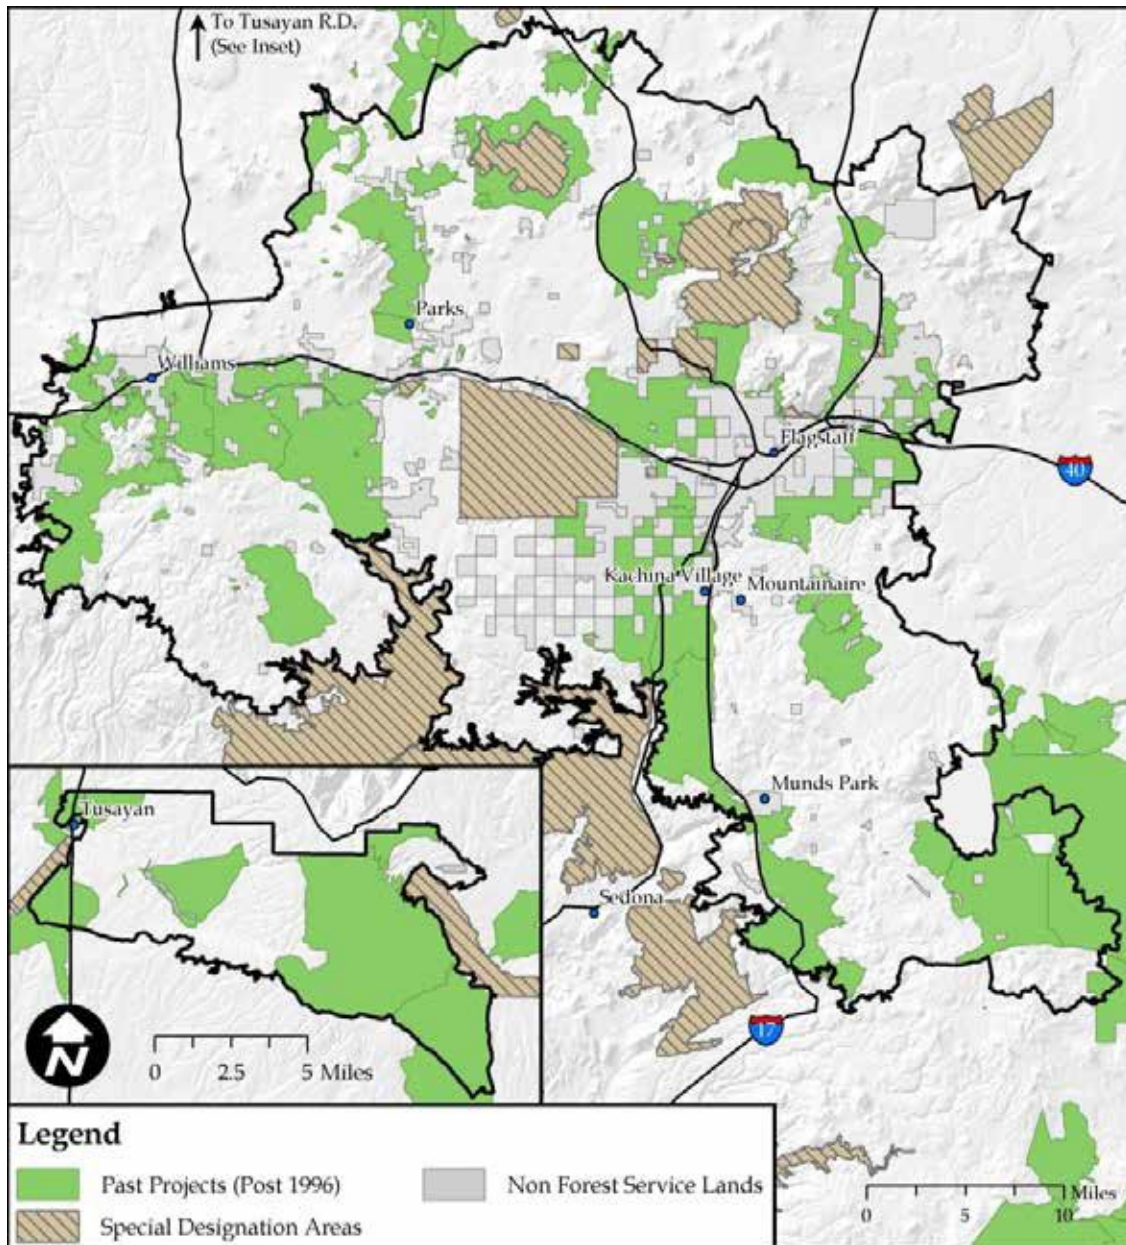 To Tusayan R.D.
(See Inset)
Parks
Williams
Flagstaff
40
Kachina Village
Mountainaire
Munds Park
Tusayan
Sedona
17
N
0 2.5 5 Miles
Legend
Past Projects (Post 1996)
Non Forest Service Lands
Special Designation Areas
Miles
0 5 10